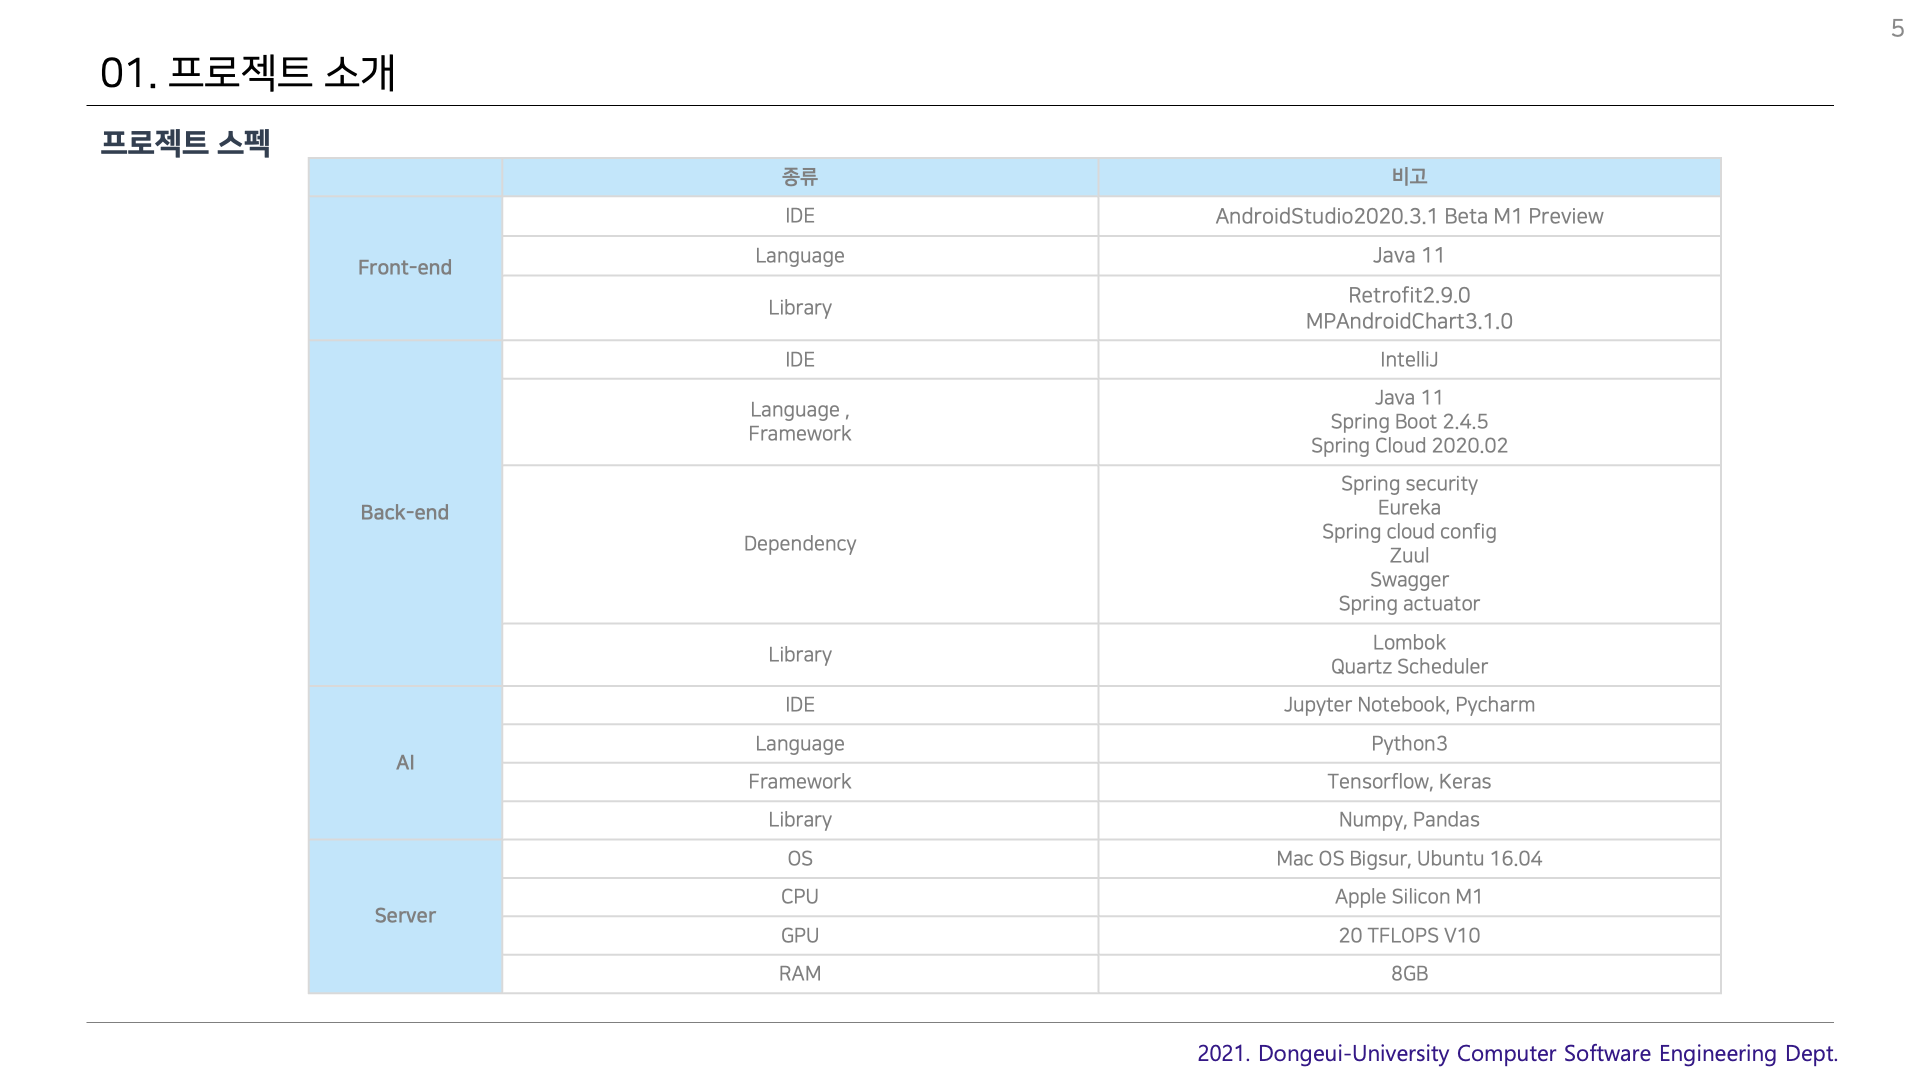 5
01. 프로젝트 소개
프로젝트 스펙
종류 비고
Front-end
IDE AndroidStudio2020.3.1 Beta M1 Preview
Language Java 11
Library
Retrofit2.9.0
MPAndroidChart3.1.0
Back-end
IDE IntelliJ
Language ,
Framework
Java 11
Spring Boot 2.4.5
Spring Cloud 2020.02
Dependency
Spring security
Eureka
Spring cloud config
Zuul
Swagger
Spring actuator
Library
Lombok
Quartz Scheduler
AI
IDE Jupyter Notebook, Pycharm
Language Python3
Framework Tensorflow, Keras
Library Numpy, Pandas
Server
OS Mac OS Bigsur, Ubuntu 16.04
CPU Apple Silicon M1
GPU 20 TFLOPS V10
RAM 8GB
2021. Dongeui-University Computer Software Engineering Dept.